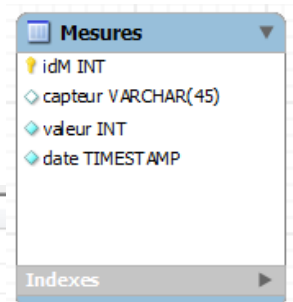 Mesures
idM INT
capteur VARCHAR(45)
valeur INT
date TIMESTAMP
Indexes